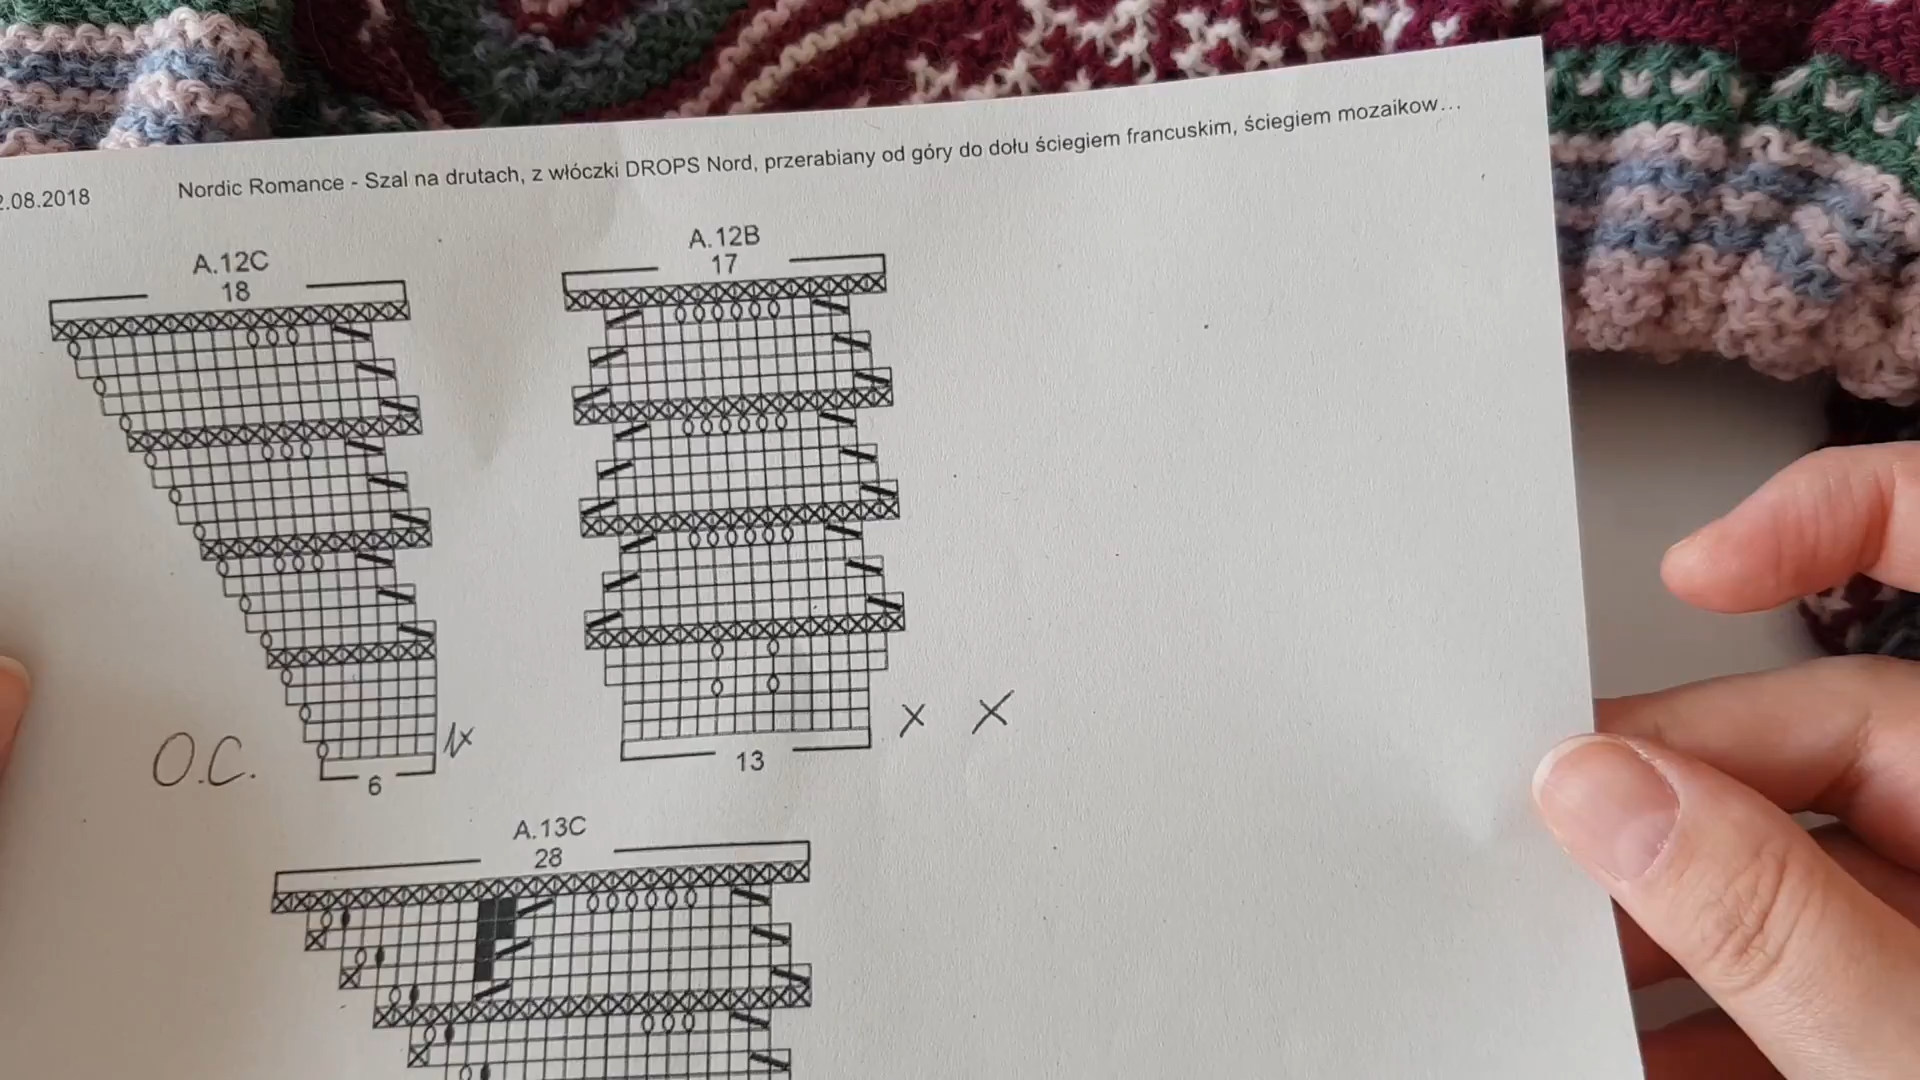 2.08.2018 Nordic Romance - Szal na drutach, z włóczki DROPS Nord, przerabiany od góry do dołu ściegiem francuskim, ściegiem mozaikow...
A.12C
18
A.12B
17
O.C.
6
1x
13
x x
A.13C
28